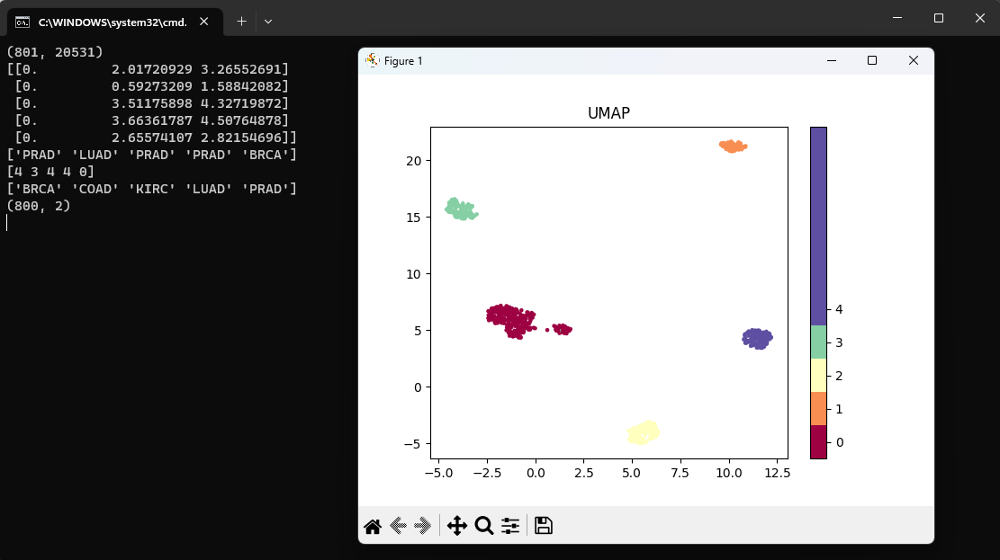 C:\WINDOWS\system32\cmd.
(801, 20531)
[[0.         2.01720929 3.26552691]
 [0.         0.59273209 1.58842082]
 [0.         3.51175898 4.32719872]
 [0.         3.66361787 4.50764878]
 [0.         2.65574107 2.82154696]]
['PRAD' 'LUAD' 'PRAD' 'PRAD' 'BRCA']
[4 3 4 4 0]
['BRCA' 'COAD' 'KIRC' 'LUAD' 'PRAD']
(800, 2)
Figure 1
UMAP
20
15
10
5
0
−5
−5.0 −2.5 0.0 2.5 5.0 7.5 10.0 12.5
4
3
2
1
0